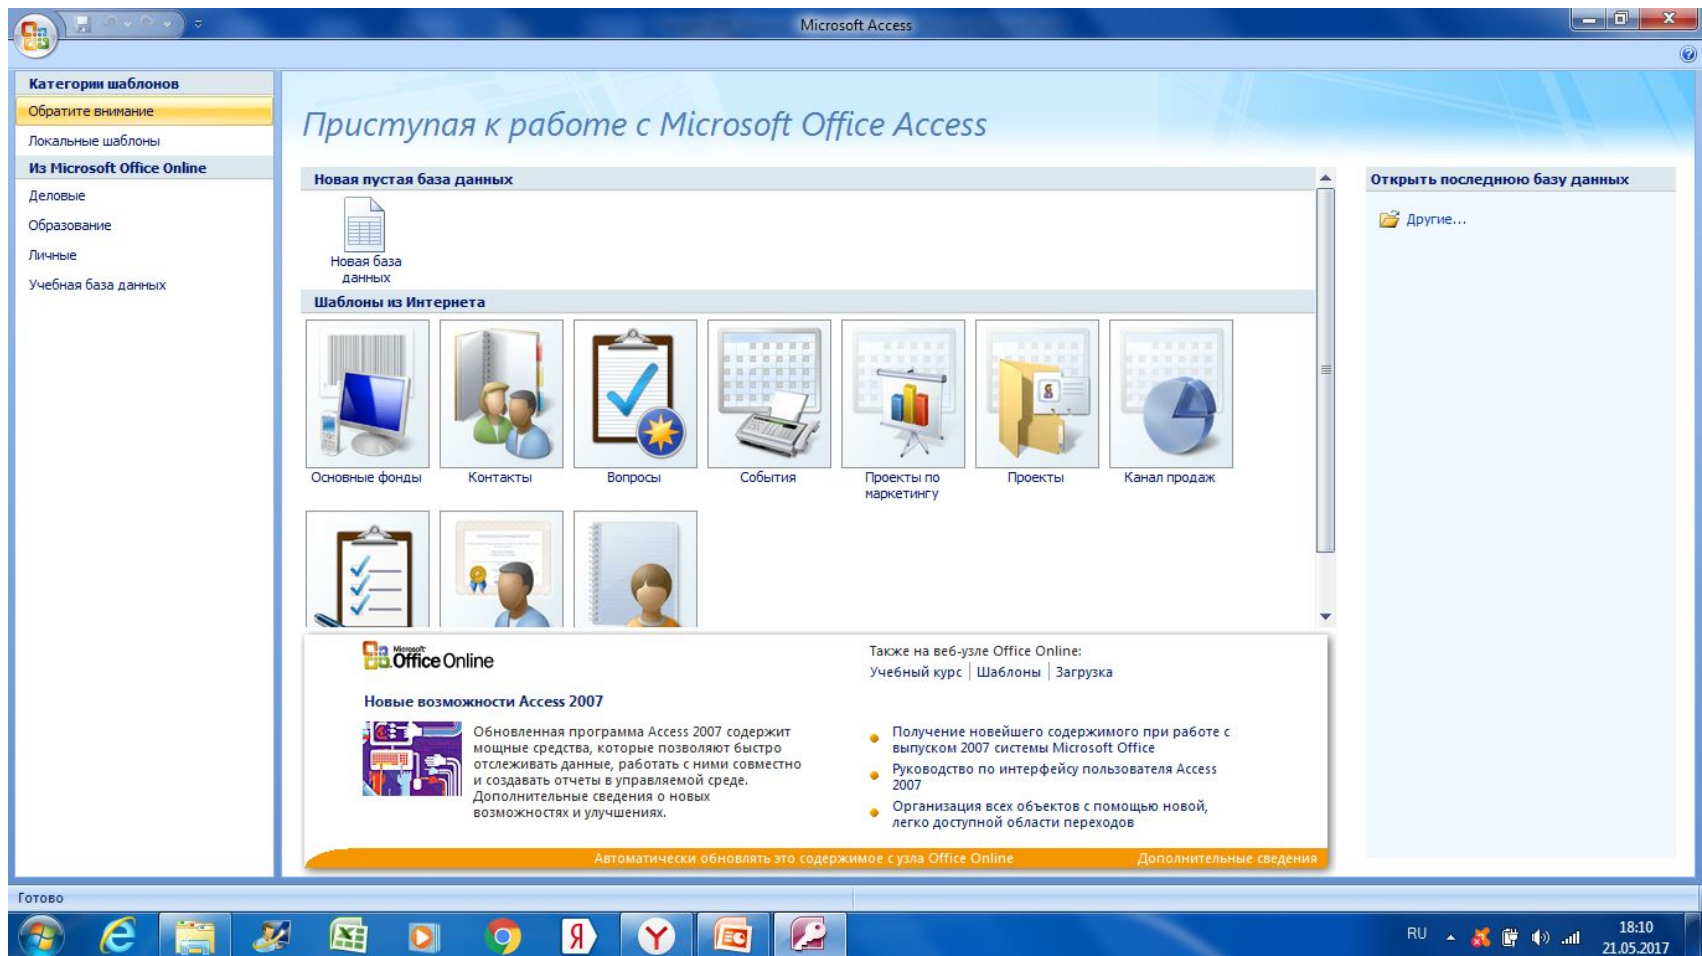 Microsoft Access
Категории шаблонов
Обратите внимание
Локальные шаблоны
Из Microsoft Office Online
Деловые
Образование
Личные
Учебная база данных
Приступая к работе с Microsoft Office Access
Новая пустая база данных
Новая база
данных
Шаблоны из Интернета
Основные фонды
Контакты
Вопросы
События
Проекты по
маркетингу
Проекты
Канал продаж
Открыть последнюю базу данных
Другие...
Microsoft
Office Online
Новые возможности Access 2007
Обновленная программа Access 2007 содержит
мощные средства, которые позволяют быстро
отслеживать данные, работать с ними совместно
и создавать отчеты в управляемой среде.
Дополнительные сведения о новых
возможностях и улучшениях.
Также на веб-узле Office Online:
Учебный курс | Шаблоны | Загрузка
Получение новейшего содержимого при работе с
выпуском 2007 системы Microsoft Office
Руководство по интерфейсу пользователя Access
2007
Организация всех объектов с помощью новой,
легко доступной области переходов
Автоматически обновлять это содержимое с узла Office Online
Дополнительные сведения
Готово
RU
18:10
21.05.2017